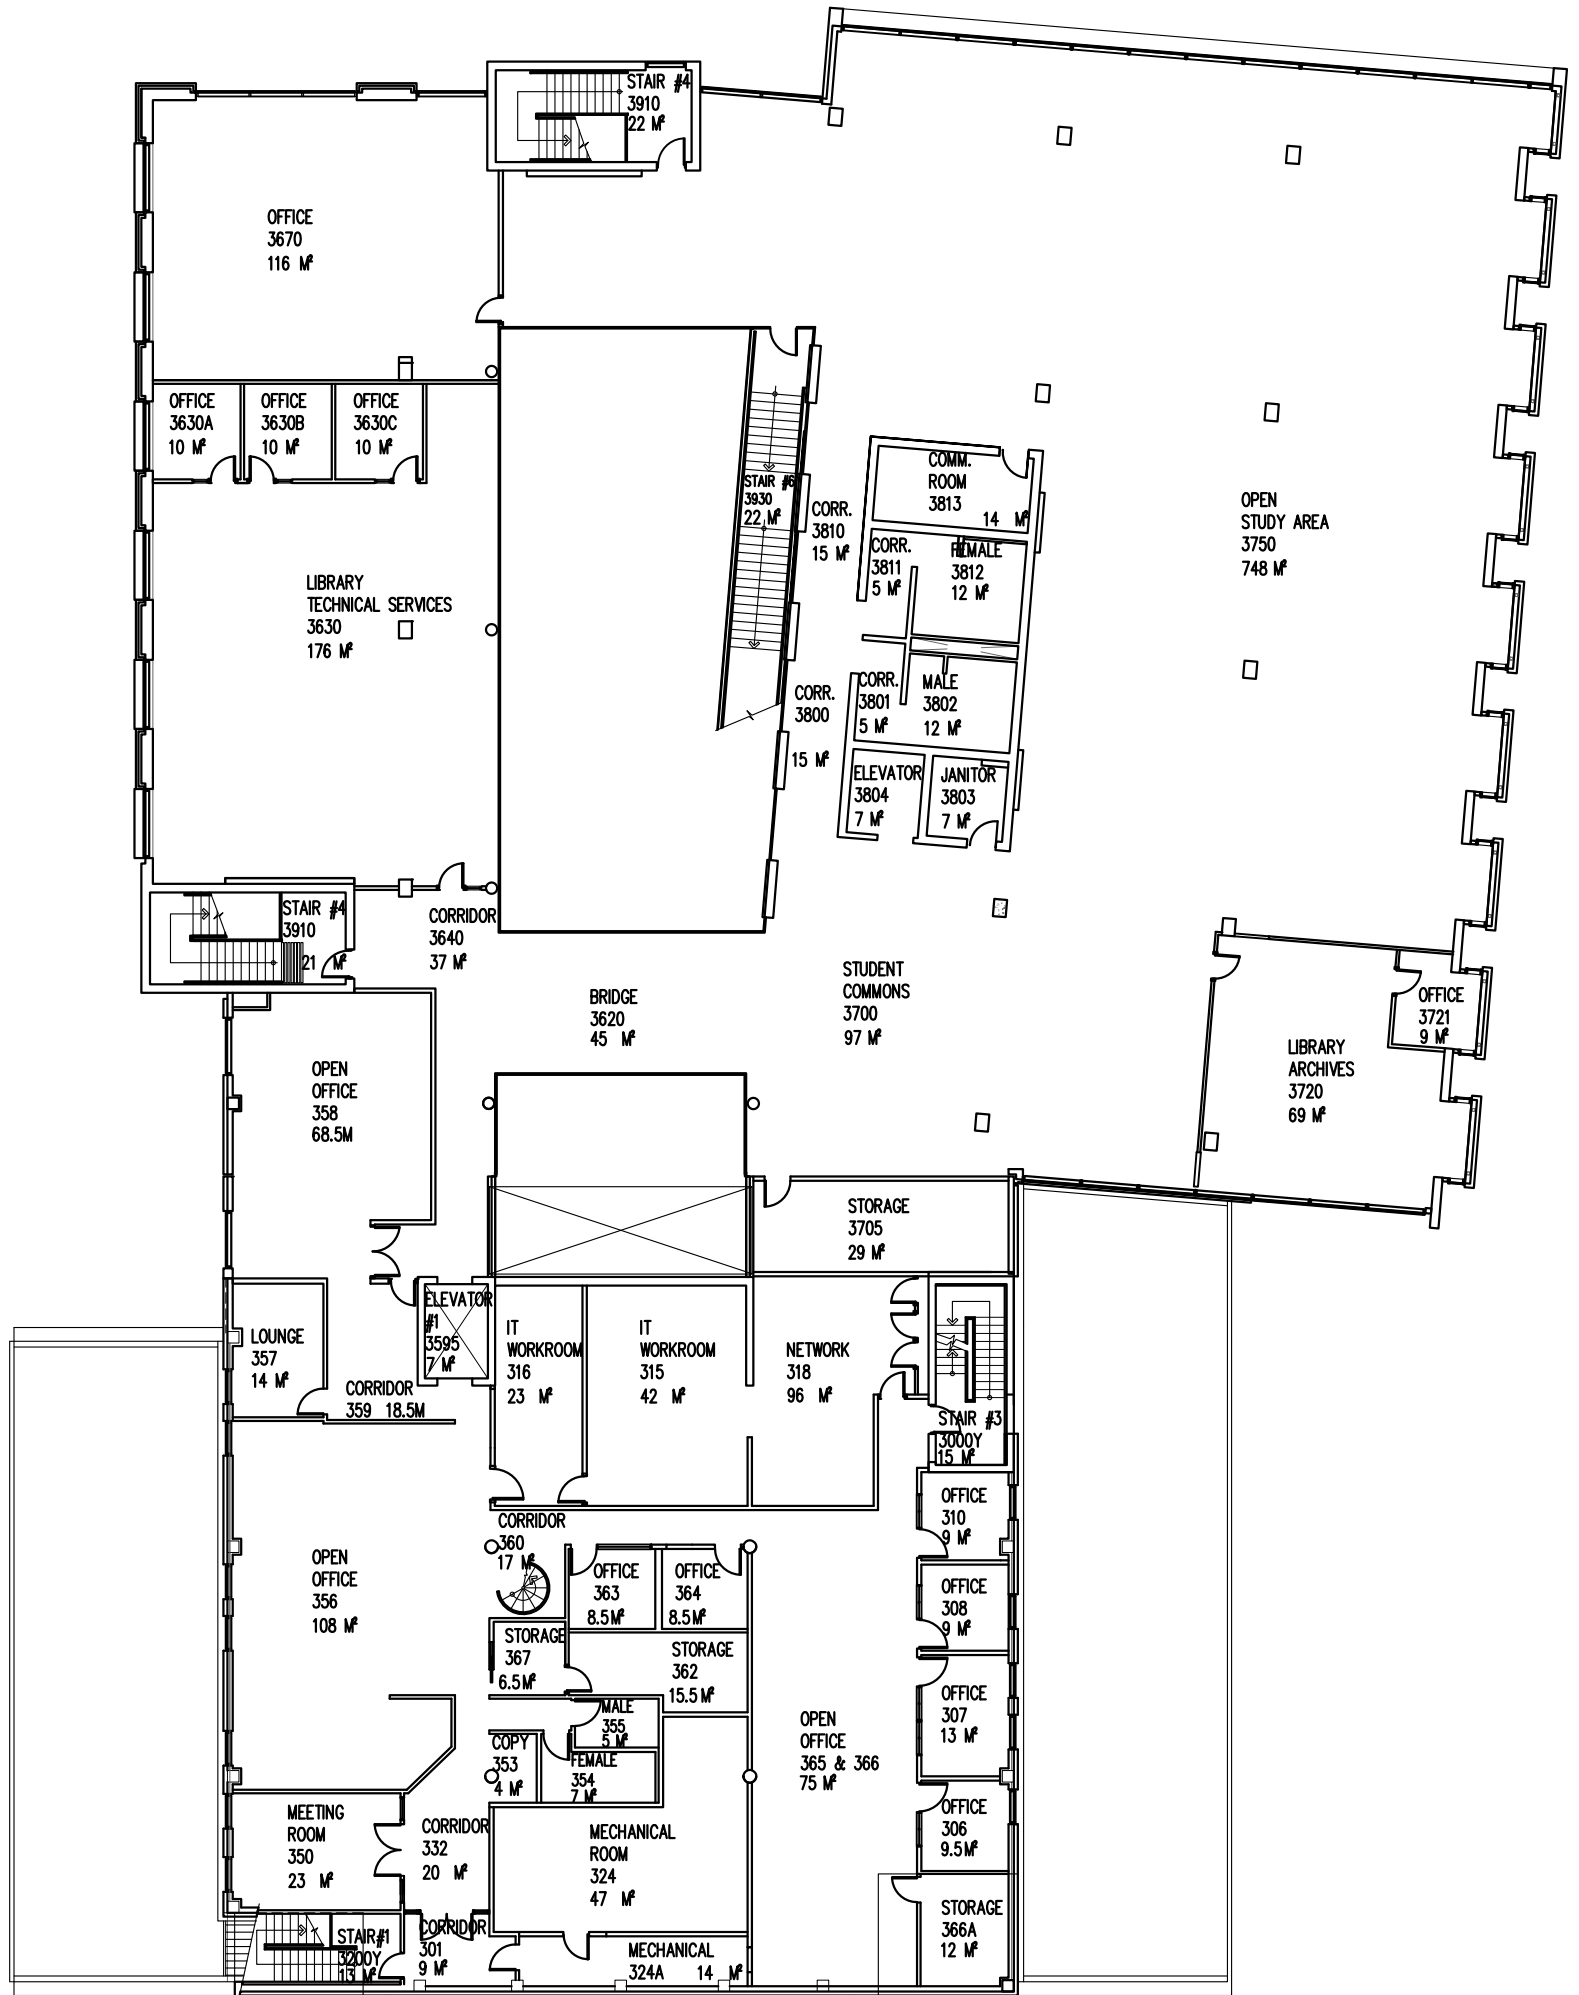 STAIR #4
3910
22 M²
OFFICE
3670
116 M²
OFFICE
3630A
10 M²
OFFICE
3630B
10 M²
OFFICE
3630C
10 M²
STAIR #6
3930
22 M²
CORR.
3810
15 M²
COMM.
ROOM
3813
14 M²
CORR.
3811
5 M²
FEMALE
3812
12 M²
OPEN
STUDY AREA
3750
748 M²
LIBRARY
TECHNICAL SERVICES
3630
176 M²
CORR.
3800
15 M²
CORR.
3801
5 M²
MALE
3802
12 M²
ELEVATOR
3804
7 M²
JANITOR
3803
7 M²
STAIR #4
3910
21 M²
CORRIDOR
3640
37 M²
BRIDGE
3620
45 M²
STUDENT
COMMONS
3700
97 M²
OFFICE
3721
9 M²
LIBRARY
ARCHIVES
3720
69 M²
OPEN
OFFICE
358
68.5M
STORAGE
3705
29 M²
ELEVATOR
#1
3595
7 M²
LOUNGE
357
14 M²
CORRIDOR
359 18.5M
IT
WORKROOM
316
23 M²
IT
WORKROOM
315
42 M²
NETWORK
318
96 M²
STAIR #3
3000Y
15 M²
OFFICE
310
9 M²
CORRIDOR
360
17 M²
OPEN
OFFICE
356
108 M²
OFFICE
363
8.5M²
OFFICE
364
8.5M²
OFFICE
308
9 M²
STORAGE
367
6.5M²
STORAGE
362
15.5M²
OFFICE
307
13 M²
MALE
355
5 M²
OPEN
OFFICE
365 & 366
75 M²
COPY
353
4 M²
FEMALE
354
7 M²
MEETING
ROOM
350
23 M²
CORRIDOR
332
20 M²
MECHANICAL
ROOM
324
47 M²
OFFICE
306
9.5M²
STORAGE
366A
12 M²
STAIR#1
3200Y
13 M²
CORRIDOR
301
9 M²
MECHANICAL
324A 14 M²